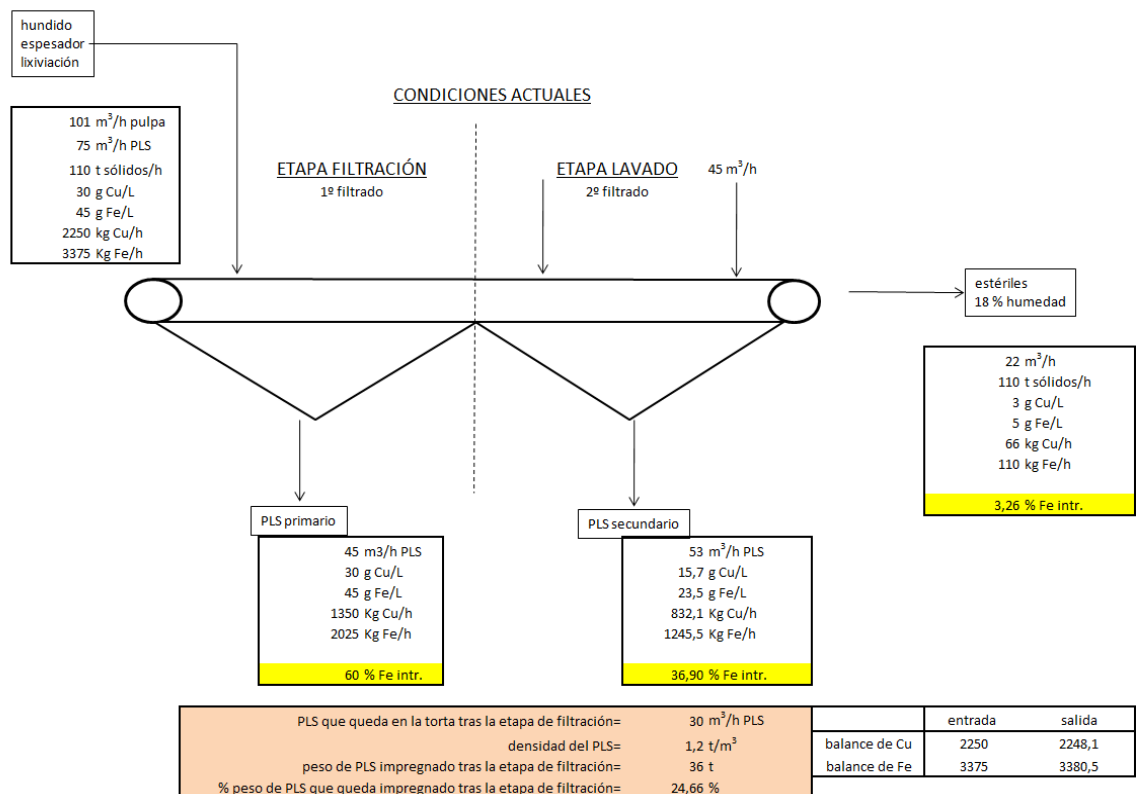 hundido
espesador
lixiviación
CONDICIONES ACTUALES
101 m³/h pulpa
75 m³/h PLS
110 t sólidos/h
30 g Cu/L
45 g Fe/L
2250 kg Cu/h
3375 Kg Fe/h
ETAPA FILTRACIÓN
1º filtrado
ETAPA LAVADO 45 m³/h
2º filtrado
estériles
18 % humedad
22 m³/h
110 t sólidos/h
3 g Cu/L
5 g Fe/L
66 kg Cu/h
110 kg Fe/h
3,26 % Fe intr.
PLS primario
45 m3/h PLS
30 g Cu/L
45 g Fe/L
1350 Kg Cu/h
2025 Kg Fe/h
60 % Fe intr.
PLS secundario
53 m³/h PLS
15,7 g Cu/L
23,5 g Fe/L
832,1 Kg Cu/h
1245,5 Kg Fe/h
36,90 % Fe intr.
PLS que queda en la torta tras la etapa de filtración= 30 m³/h PLS
densidad del PLS= 1,2 t/m³
peso de PLS impregnado tras la etapa de filtración= 36 t
% peso de PLS que queda impregnado tras la etapa de filtración= 24,66 %
entrada salida
balance de Cu 2250 2248,1
balance de Fe 3375 3380,5